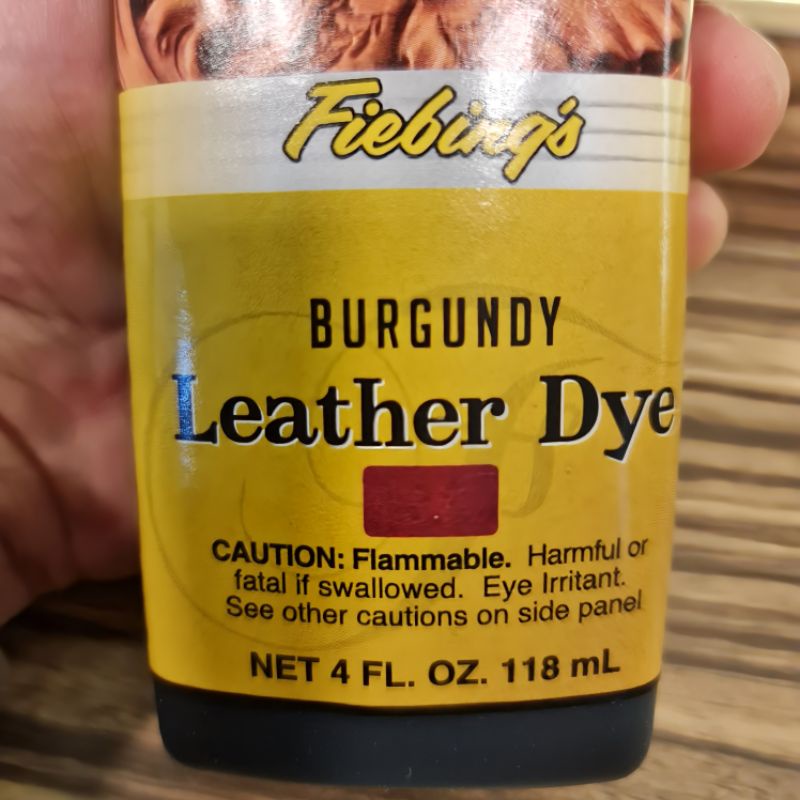 Fiebing's
BURGUNDY
Leather Dye
CAUTION: Flammable. Harmful or
fatal if swallowed. Eye Irritant.
See other cautions on side panel
NET 4 FL. OZ. 118 mL